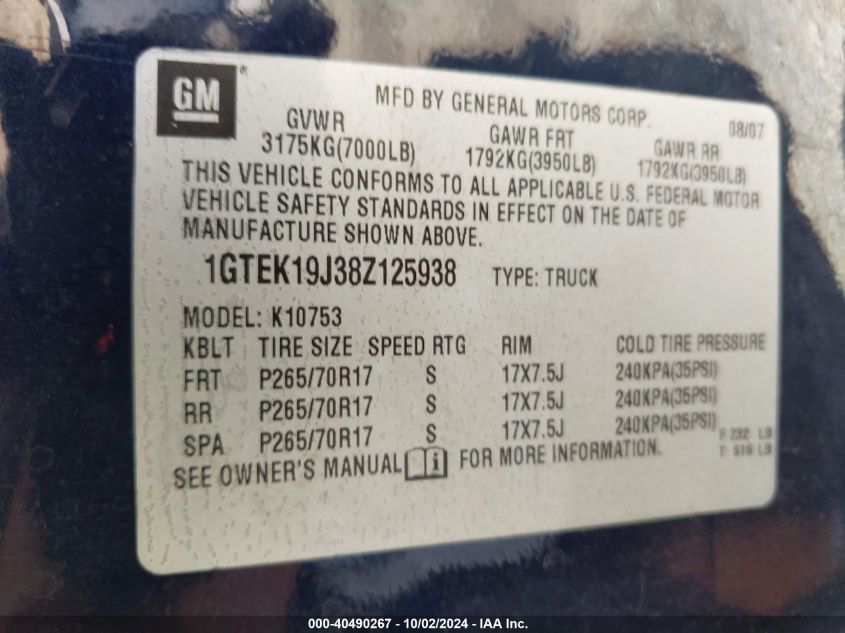 GM ®
MFD BY GENERAL MOTORS CORP. 08/07
GVWR GAWR FRT GAWR RR
3175KG(7000LB) 1792KG(3950LB) 1792KG(3950LB)
THIS VEHICLE CONFORMS TO ALL APPLICABLE U.S. FEDERAL MOTOR
VEHICLE SAFETY STANDARDS IN EFFECT ON THE DATE OF
MANUFACTURE SHOWN ABOVE.
1GTEK19J38Z125938 TYPE: TRUCK
MODEL: K10753
KBLT TIRE SIZE SPEED RTG RIM COLD TIRE PRESSURE
FRT P265/70R17 S 17X7.5J 240KPA(35PSI)
RR P265/70R17 S 17X7.5J 240KPA(35PSI)
SPA P265/70R17 S 17X7.5J 240KPA(35PSI)
232 LB
616 LB
SEE OWNER'S MANUAL i FOR MORE INFORMATION.
000-40490267 - 10/02/2024 - IAA Inc.